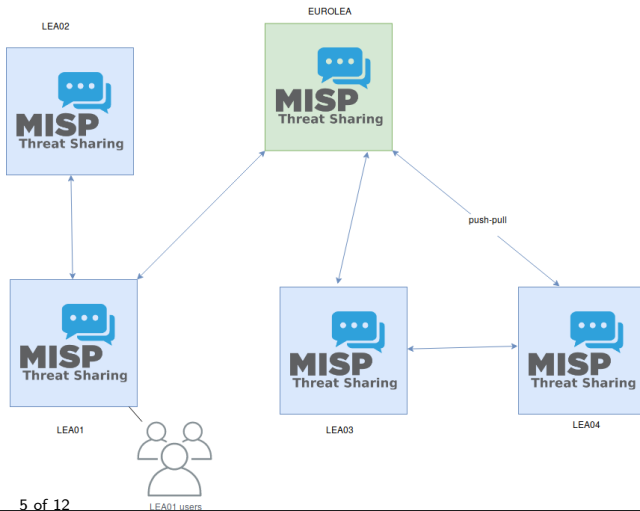 EUROLEA
LEA02
MISP
Threat Sharing
MISP
Threat Sharing
push-pull
MISP
Threat Sharing
MISP
Threat Sharing
MISP
Threat Sharing
LEA01
LEA03
LEA04
LEA01 users
5 of 12